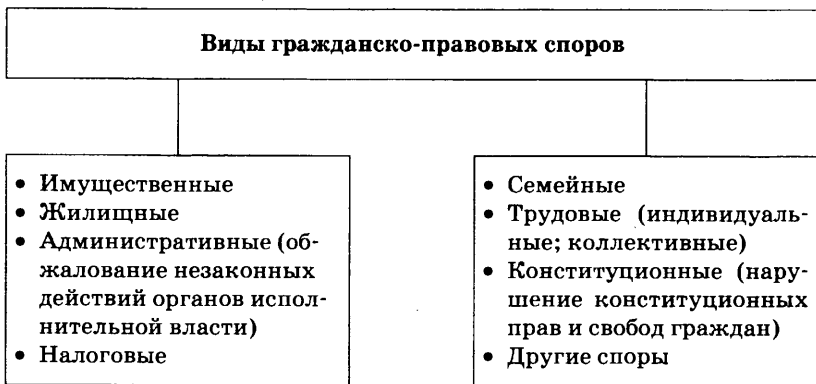 Виды гражданско-правовых споров
• Имущественные
• Жилищные
• Административные (об-
жалование незаконных
действий органов испол-
нительной власти)
• Налоговые
• Семейные
• Трудовые (индивидуаль-
ные; коллективные)
• Конституционные (нару-
шение конституционных
прав и свобод граждан)
• Другие споры